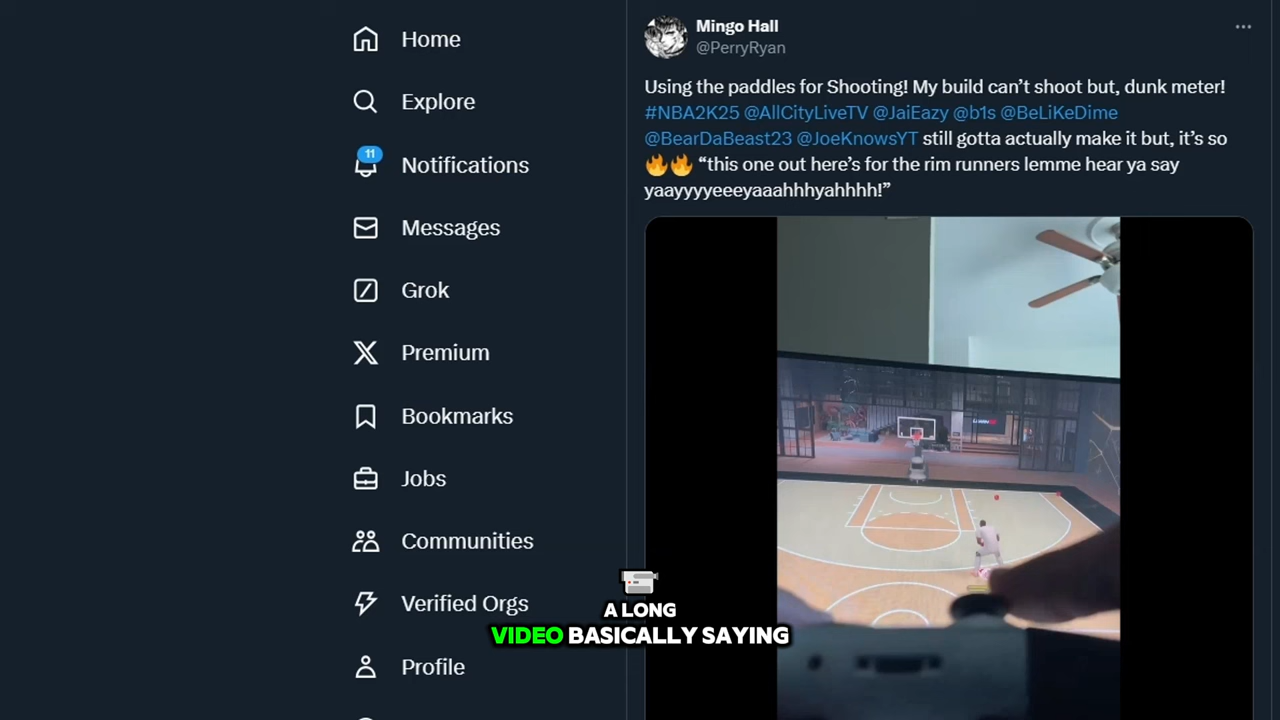 Home
Explore
11
Notifications
Messages
Grok
Premium
Bookmarks
Jobs
Communities
Verified Orgs
Profile
Mingo Hall
@PerryRyan
Using the paddles for Shooting! My build can’t shoot but, dunk meter!
#NBA2K25 @AllCityLiveTV @JaiEazy @b1s @BeLiKeDime
@BearDaBeast23 @JoeKnowsYT still gotta actually make it but, it’s so
🔥🔥 “this one out here’s for the rim runners lemme hear ya say
yaayyyyeeeyaaahhhyahhhh!”
A LONG
VIDEO BASICALLY SAYING